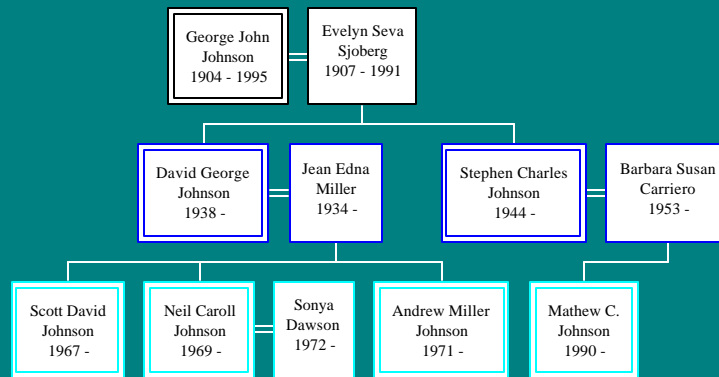 George John
Johnson
1904 - 1995
Evelyn Seva
Sjoberg
1907 - 1991
David George
Johnson
1938 -
Jean Edna
Miller
1934 -
Stephen Charles
Johnson
1944 -
Barbara Susan
Carriero
1953 -
Scott David
Johnson
1967 -
Neil Caroll
Johnson
1969 -
Sonya
Dawson
1972 -
Andrew Miller
Johnson
1971 -
Mathew C.
Johnson
1990 -